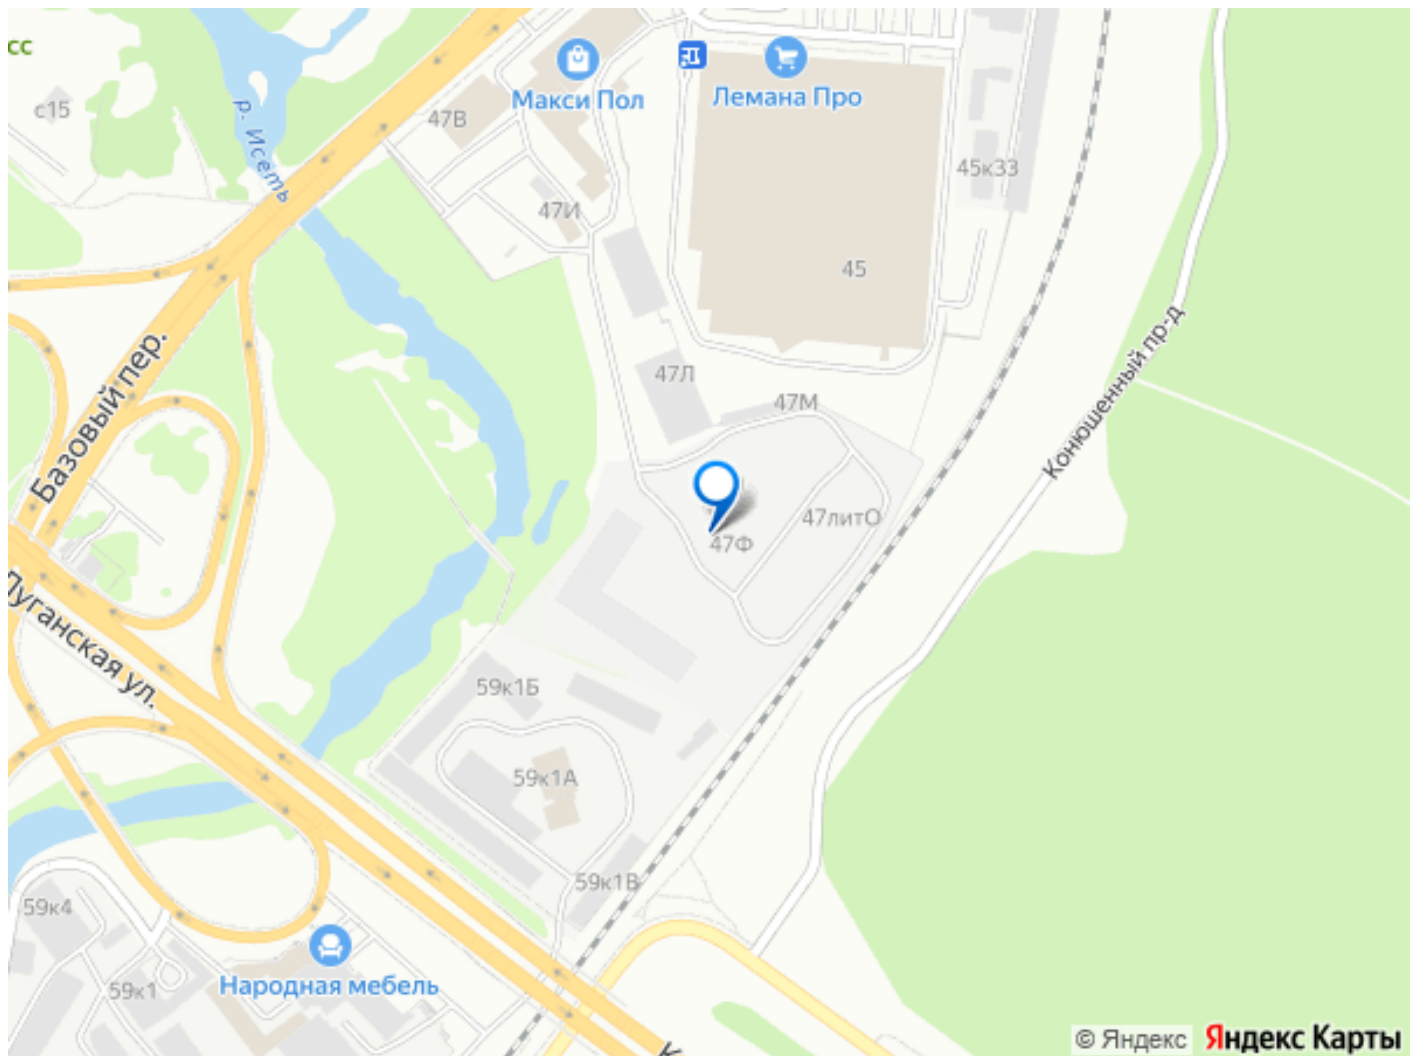 сс
с15
р. Исеть
47В
Макси Пол
Лемана Про
45к33
47И
45
Базовый пер.
47Л
47М
Конюшенный пр-д
47литО
47Ф
Луганская ул.
59к1Б
59к1А
59к1В
59к4
59к1
Народная мебель
© Яндекс
Яндекс Карты